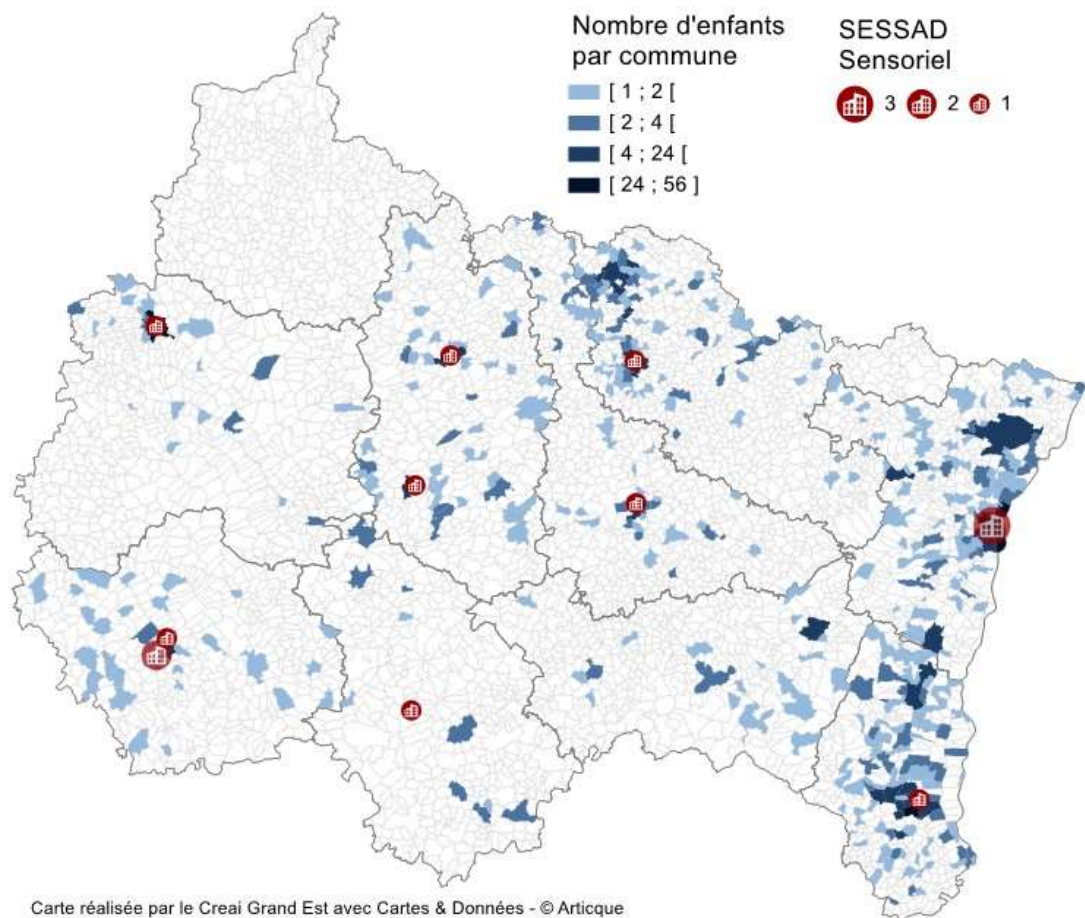 Nombre d'enfants
par commune
[ 1 ; 2 [
[ 2 ; 4 [
[ 4 ; 24 [
[ 24 ; 56 ]
SESSAD
Sensoriel
3 2 1
Carte réalisée par le Creai Grand Est avec Cartes & Données - © Articque